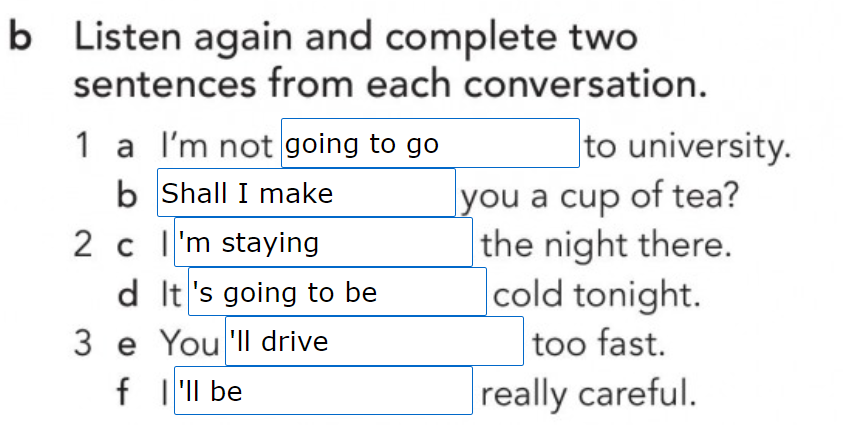 b Listen again and complete two
sentences from each conversation.
1 a I'm not going to go to university.
b Shall I make you a cup of tea?
2 c I 'm staying the night there.
d It 's going to be cold tonight.
3 e You 'll drive too fast.
f I 'll be really careful.